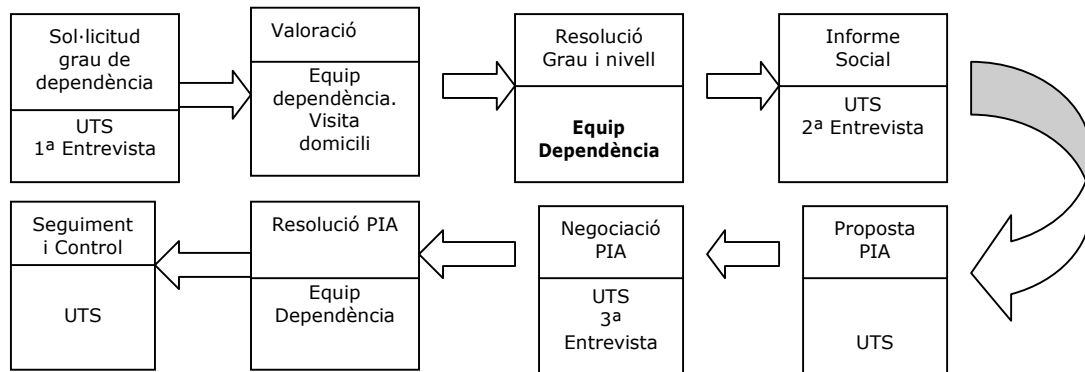 Sol·licitud
grau de
dependència
UTS
1ª Entrevista
Valoració
Equip
dependència.
Visita
domicili
Resolució
Grau i nivell
Equip
Dependència
Informe
Social
UTS
2ª Entrevista
Proposta
PIA
UTS
Negociació
PIA
UTS
3ª
Entrevista
Resolució PIA
Equip
Dependència
Seguiment
i Control
UTS